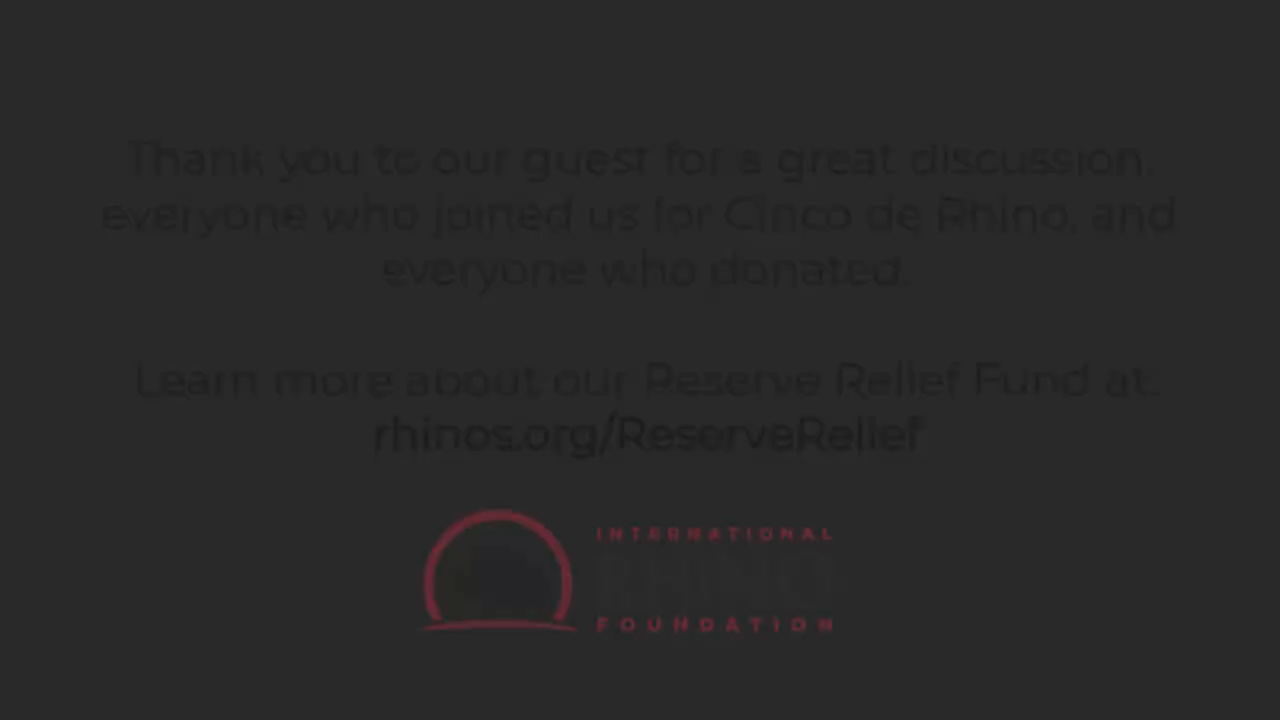 Thank you to our guest for a great discussion,
everyone who joined us for Cinco de Rhino, and
everyone who donated.
Learn more about our Reserve Relief Fund at:
rhinos.org/ReserveRelief
INTERNATIONAL
RHINO
FOUNDATION